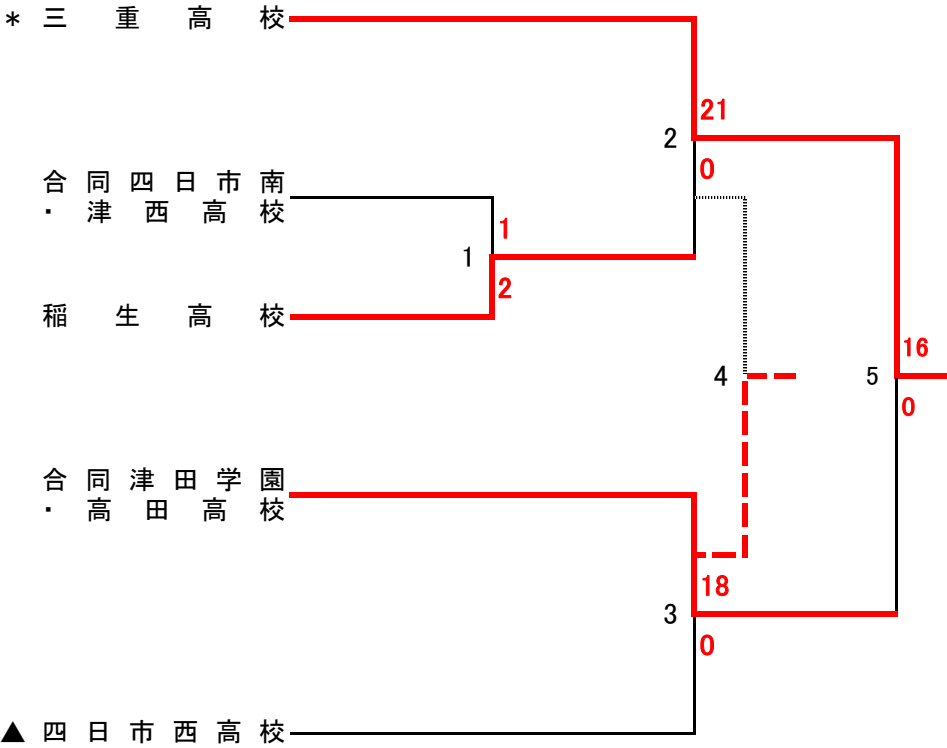 * 三重高校
21
2
0
合同四日市南
・津西高校
1
1
2
稲生高校
16
4
5
0
合同津田学園
・高田高校
18
3
0
▲ 四日市西高校